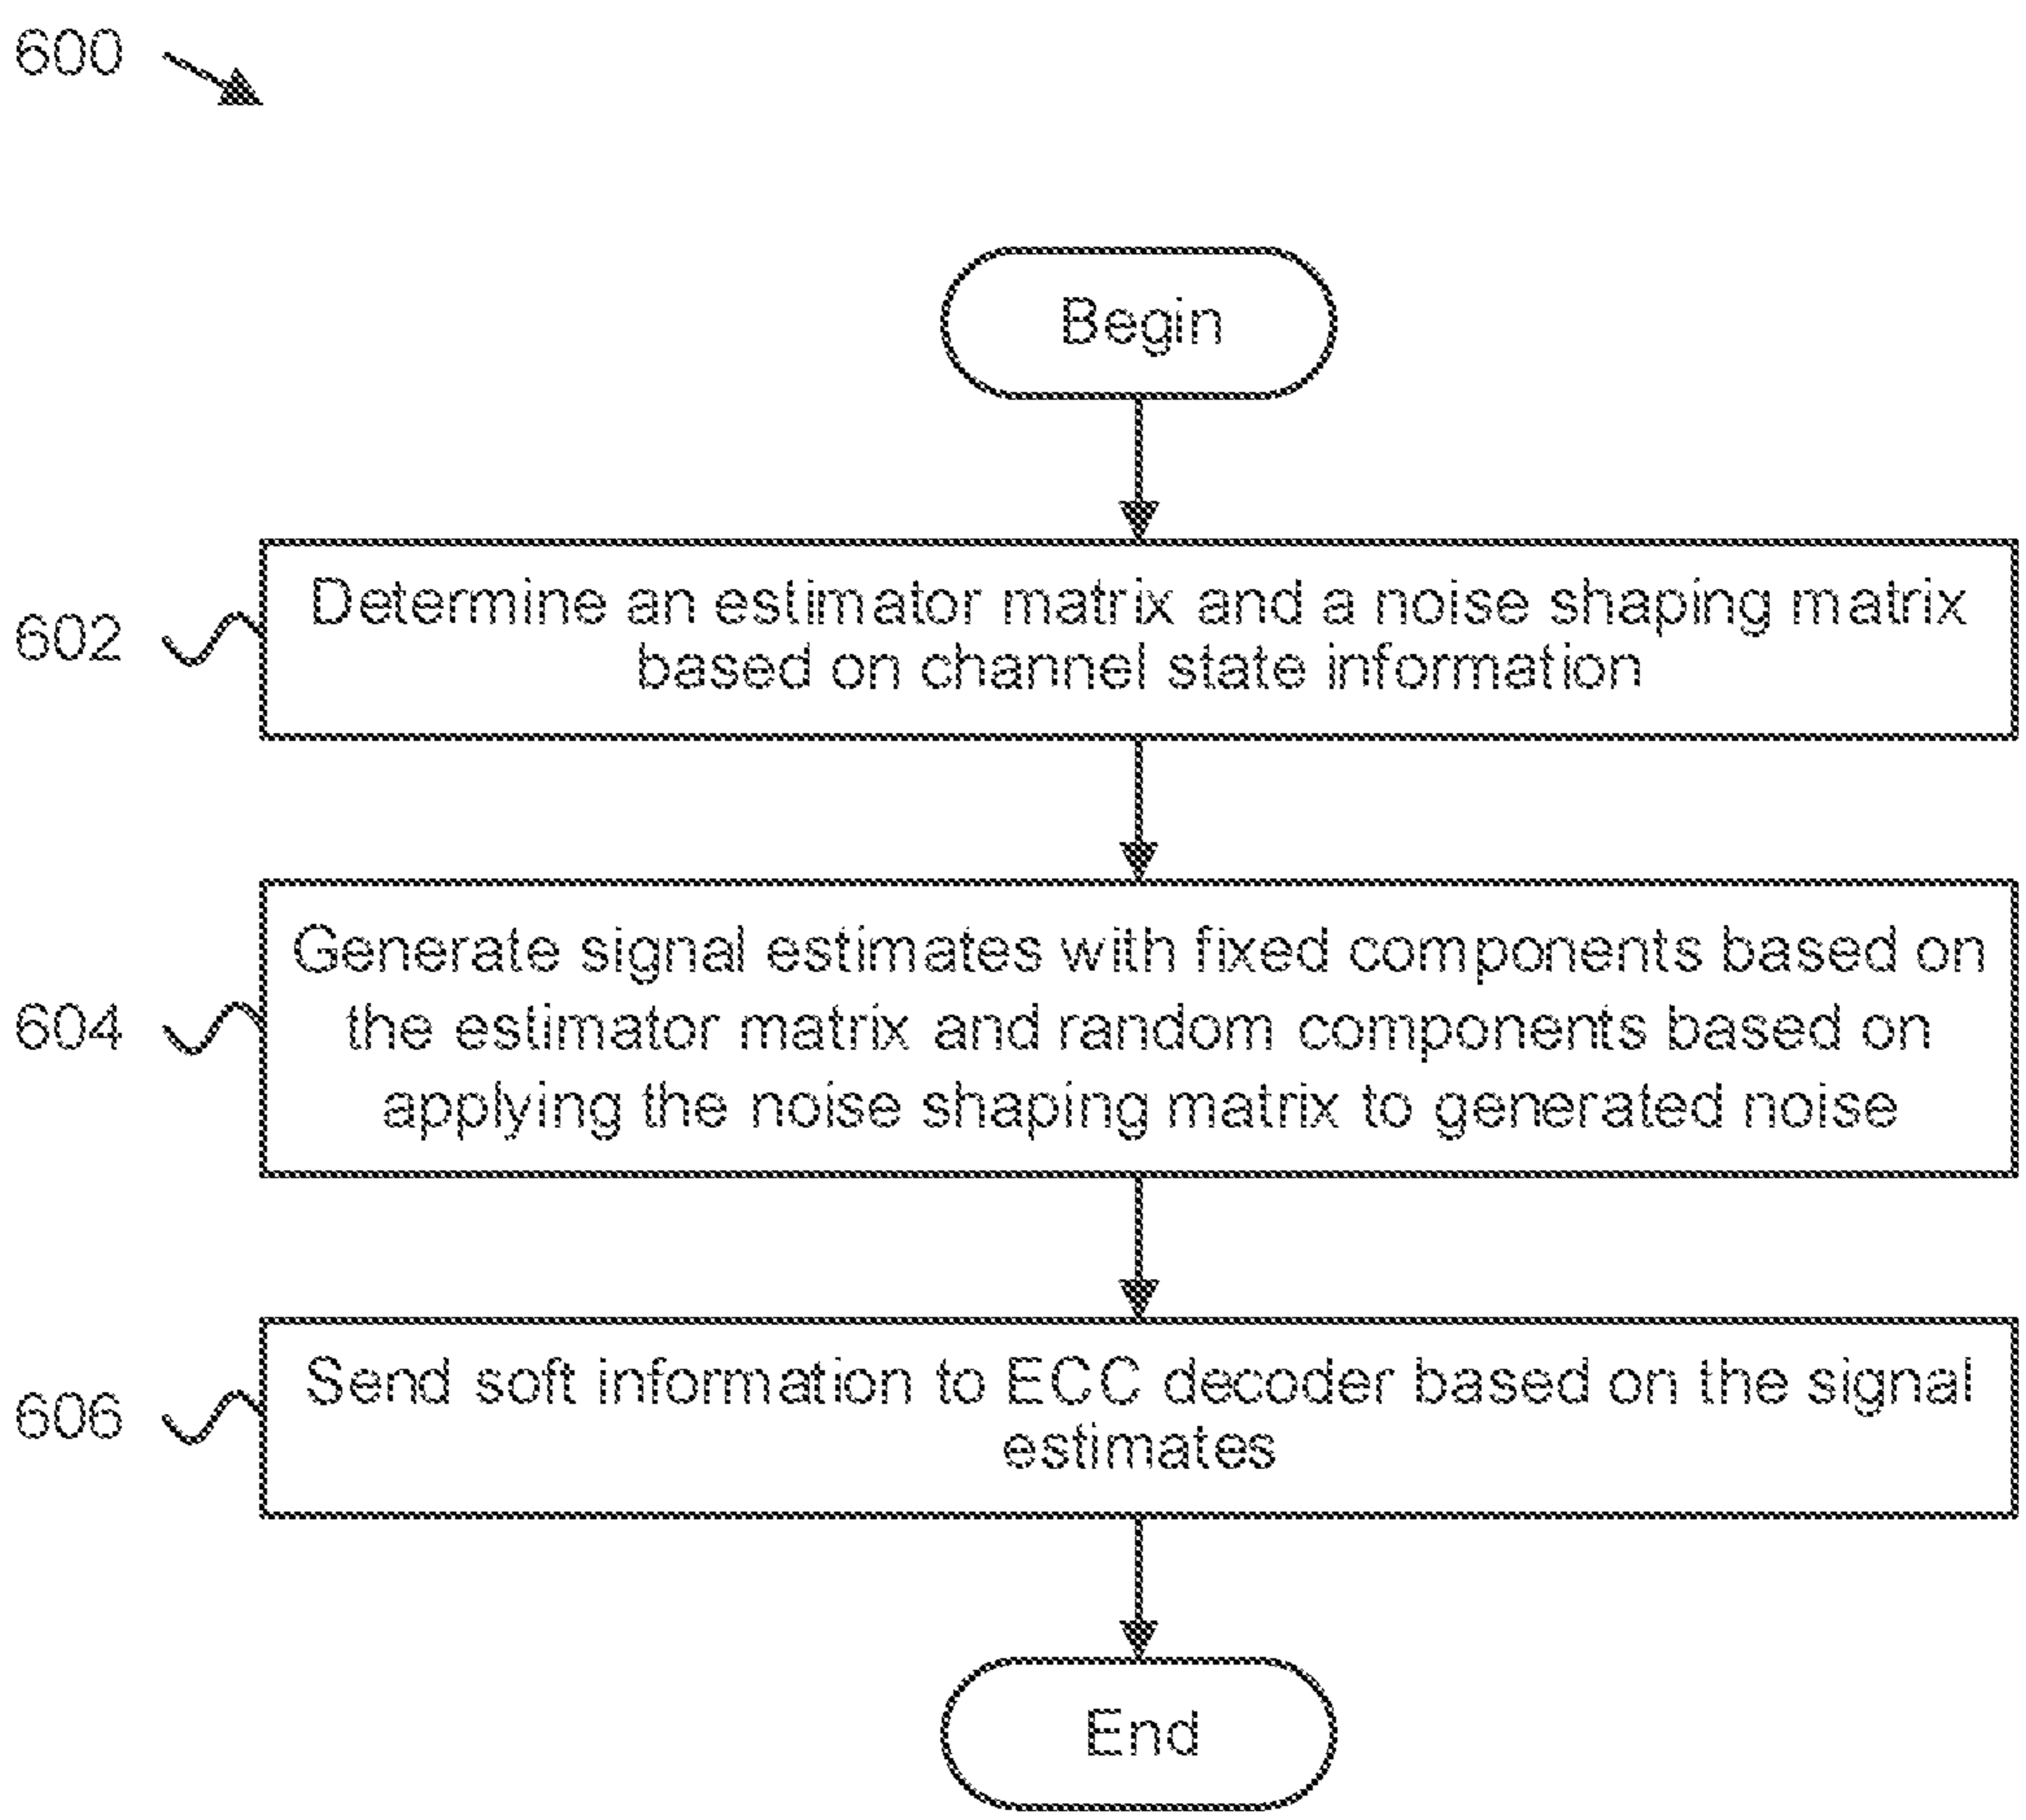 600
Begin
602
Determine an estimator matrix and a noise shaping matrix
based on channel state information
604
Generate signal estimates with fixed components based on
the estimator matrix and random components based on
applying the noise shaping matrix to generated noise
606
Send soft information to ECC decoder based on the signal
estimates
End